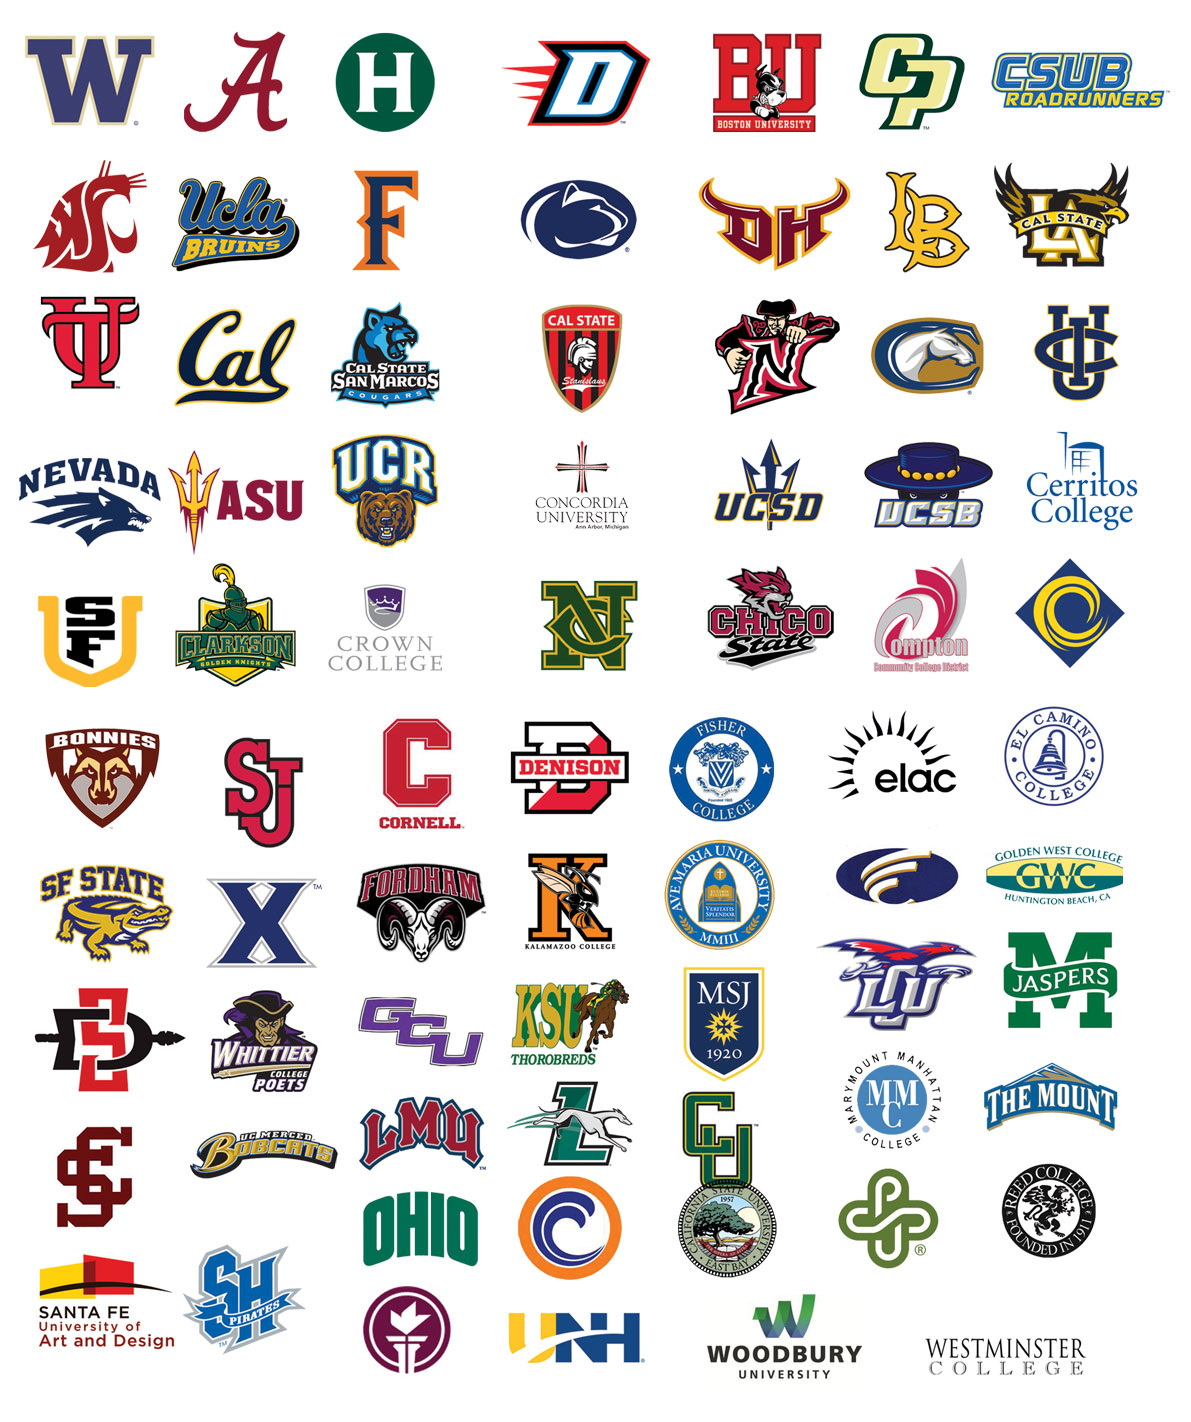 W
A
H
D
BU
BOSTON UNIVERSITY
CP
CSUB
ROADRUNNERS
WSC
Ucla
BRUINS
F
DH
LB
CAL STATE
LA
UT
Cal
CAL STATE
SAN MARCOS
COUGARS
CAL STATE
Stanislaus
N
C
UC
NEVADA
ASU
UCR
CONCORDIA
UNIVERSITY
Ann Arbor, Michigan
UCSD
UCSB
Cerritos
College
SF
U
CLARKSON
GOLDEN KNIGHTS
CROWN
COLLEGE
NC
CHICO
State
Compton
Community College District
BONNIES
SJ
C
CORNELL
D
DENISON
FISHER
COLLEGE
elac
EL CAMINO
COLLEGE
SF STATE
X
FORDHAM
K
KALAMAZOO COLLEGE
AVE MARIA UNIVERSITY
VERITATIS
SPLENDOR
MMIII
GOLDEN WEST COLLEGE
GWC
HUNTINGTON BEACH, CA
SD
WHITTIER
COLLEGE
POETS
GCU
KSU
THOROBREDS
MSJ
1920
LCU
M
JASPERS
SC
UC MERCED
BOBCATS
LMU
L
CU
MARYMOUNT MANHATTAN
MMC
COLLEGE
THE MOUNT
OHIO
CALIFORNIA STATE UNIVERSITY
1957
EAST BAY
REED COLLEGE
FOUNDED IN 1911
SANTA FE
University of
Art and Design
SH
PIRATES
UNH
WOODBURY
UNIVERSITY
WESTMINSTER
COLLEGE